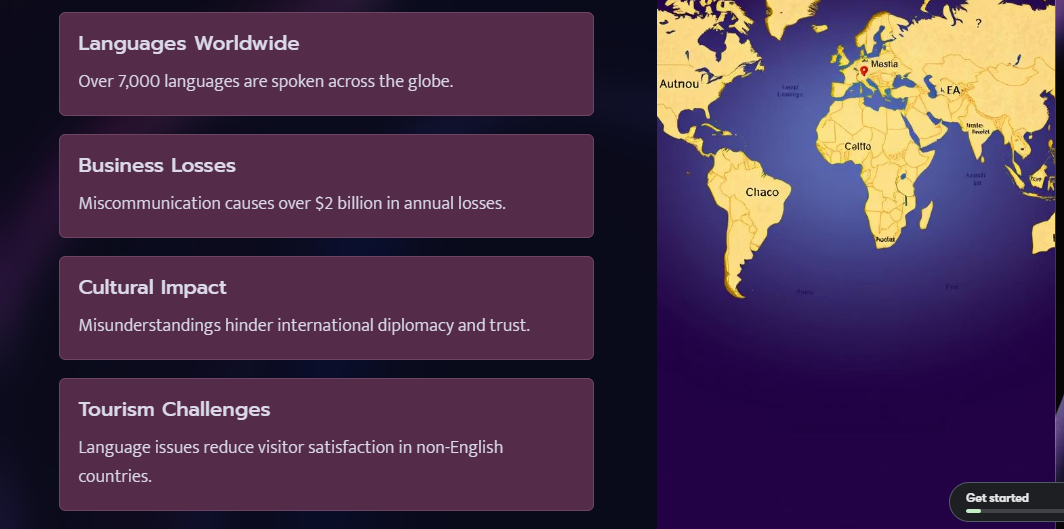 Languages Worldwide
Over 7,000 languages are spoken across the globe.
Business Losses
Miscommunication causes over $2 billion in annual losses.
Cultural Impact
Misunderstandings hinder international diplomacy and trust.
Tourism Challenges
Language issues reduce visitor satisfaction in non-English
countries.
?
Mastia
Autnou
EA
Caltto
Chaco
Get started